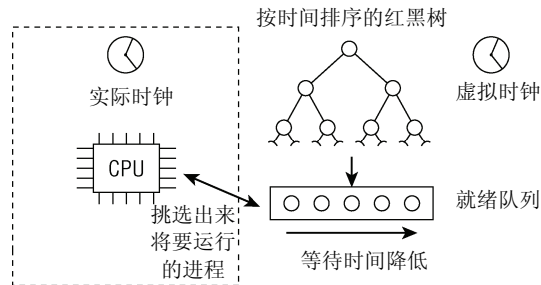 按时间排序的红黑树
实际时钟
虚拟时钟
CPU
就绪队列
挑选出来
将要运行
的进程
等待时间降低